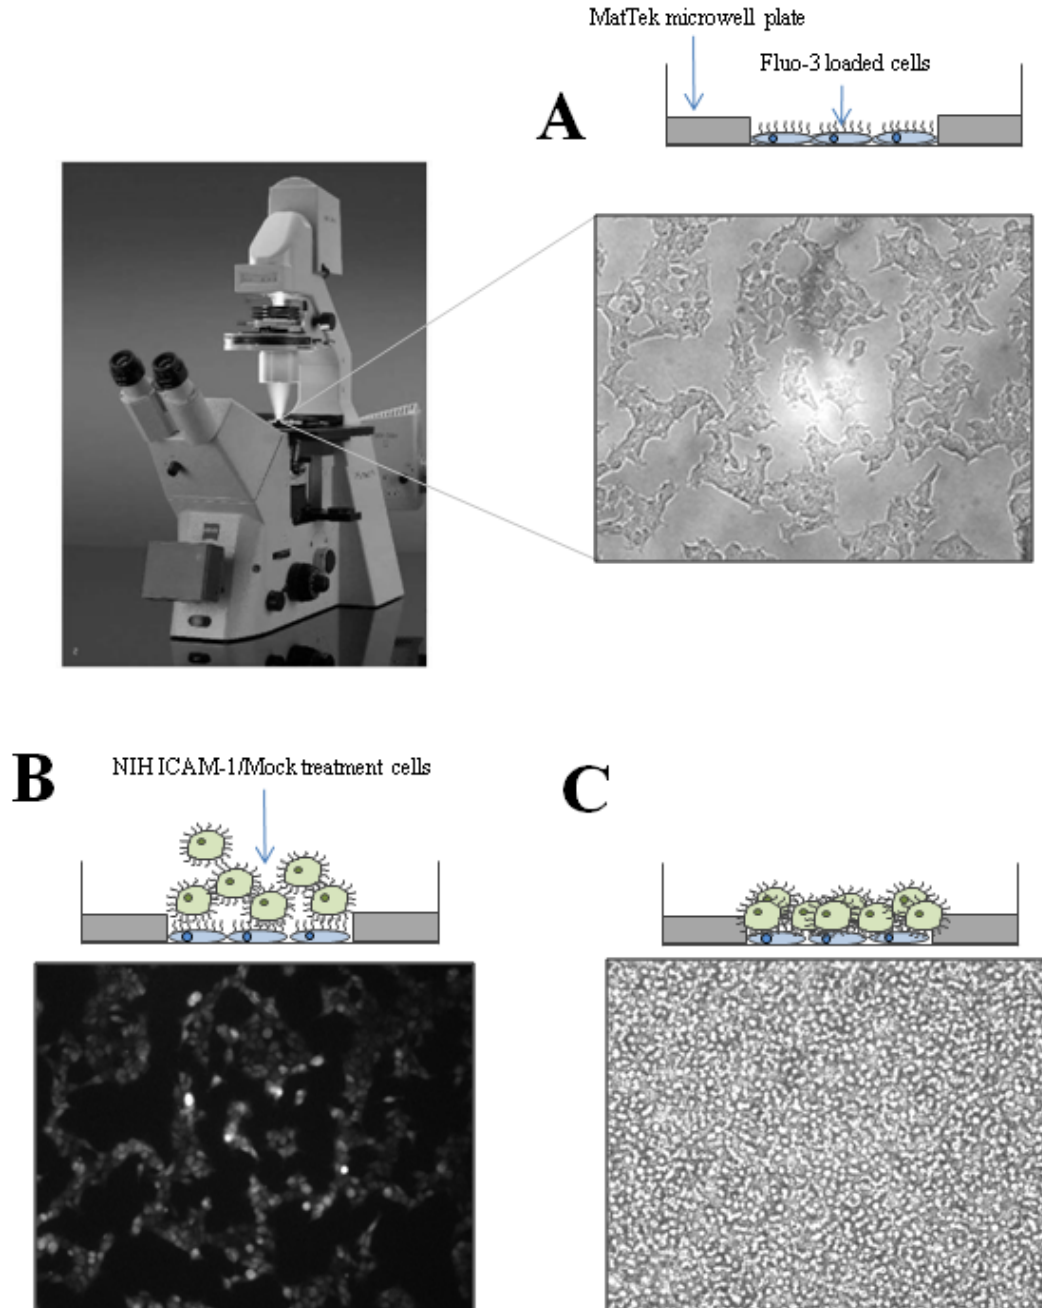 MatTek microwell plate
Fluo-3 loaded cells
A
B
NIH ICAM-1/Mock treatment cells
C